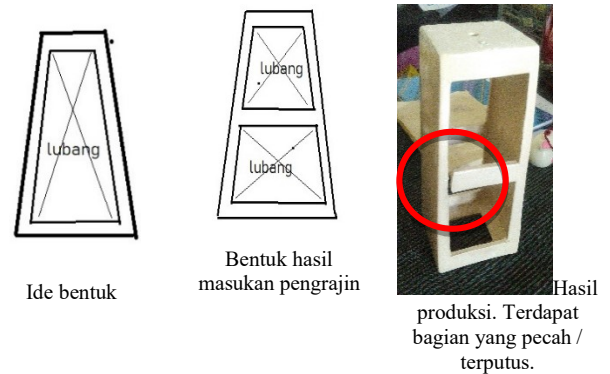 lubang
lubang
lubang
Ide bentuk
Bentuk hasil
masukan pengrajin
Hasil
produksi. Terdapat
bagian yang pecah /
terputus.